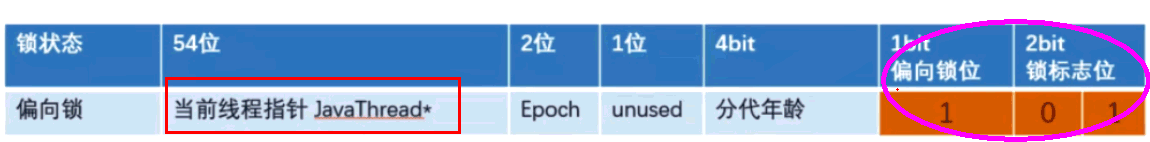 锁状态 54位 2位 1位 4bit 1bit 2bit
偏向锁位 锁标志位
偏向锁 当前线程指针 JavaThread* Epoch unused 分代年龄 1 0 1